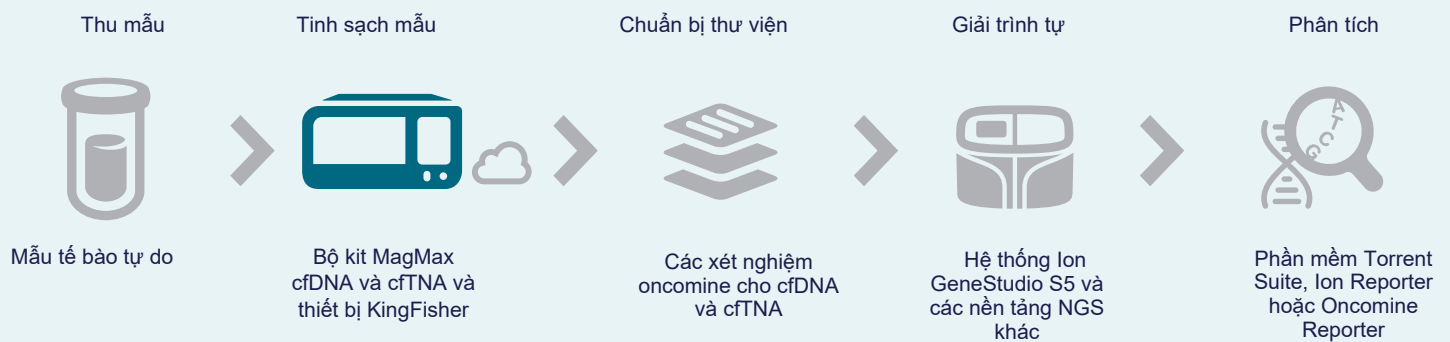 Thu mẫu
Tinh sạch mẫu
Chuẩn bị thư viện
Giải trình tự
Phân tích
A
T
C
G
Mẫu tế bào tự do
Bộ kit MagMax
cfDNA và cfTNA và
thiết bị KingFisher
Các xét nghiệm
oncomine cho cfDNA
và cfTNA
Hệ thống Ion
GeneStudio S5 và
các nền tảng NGS
khác
Phần mềm Torrent
Suite, Ion Reporter
hoặc Oncomine
Reporter